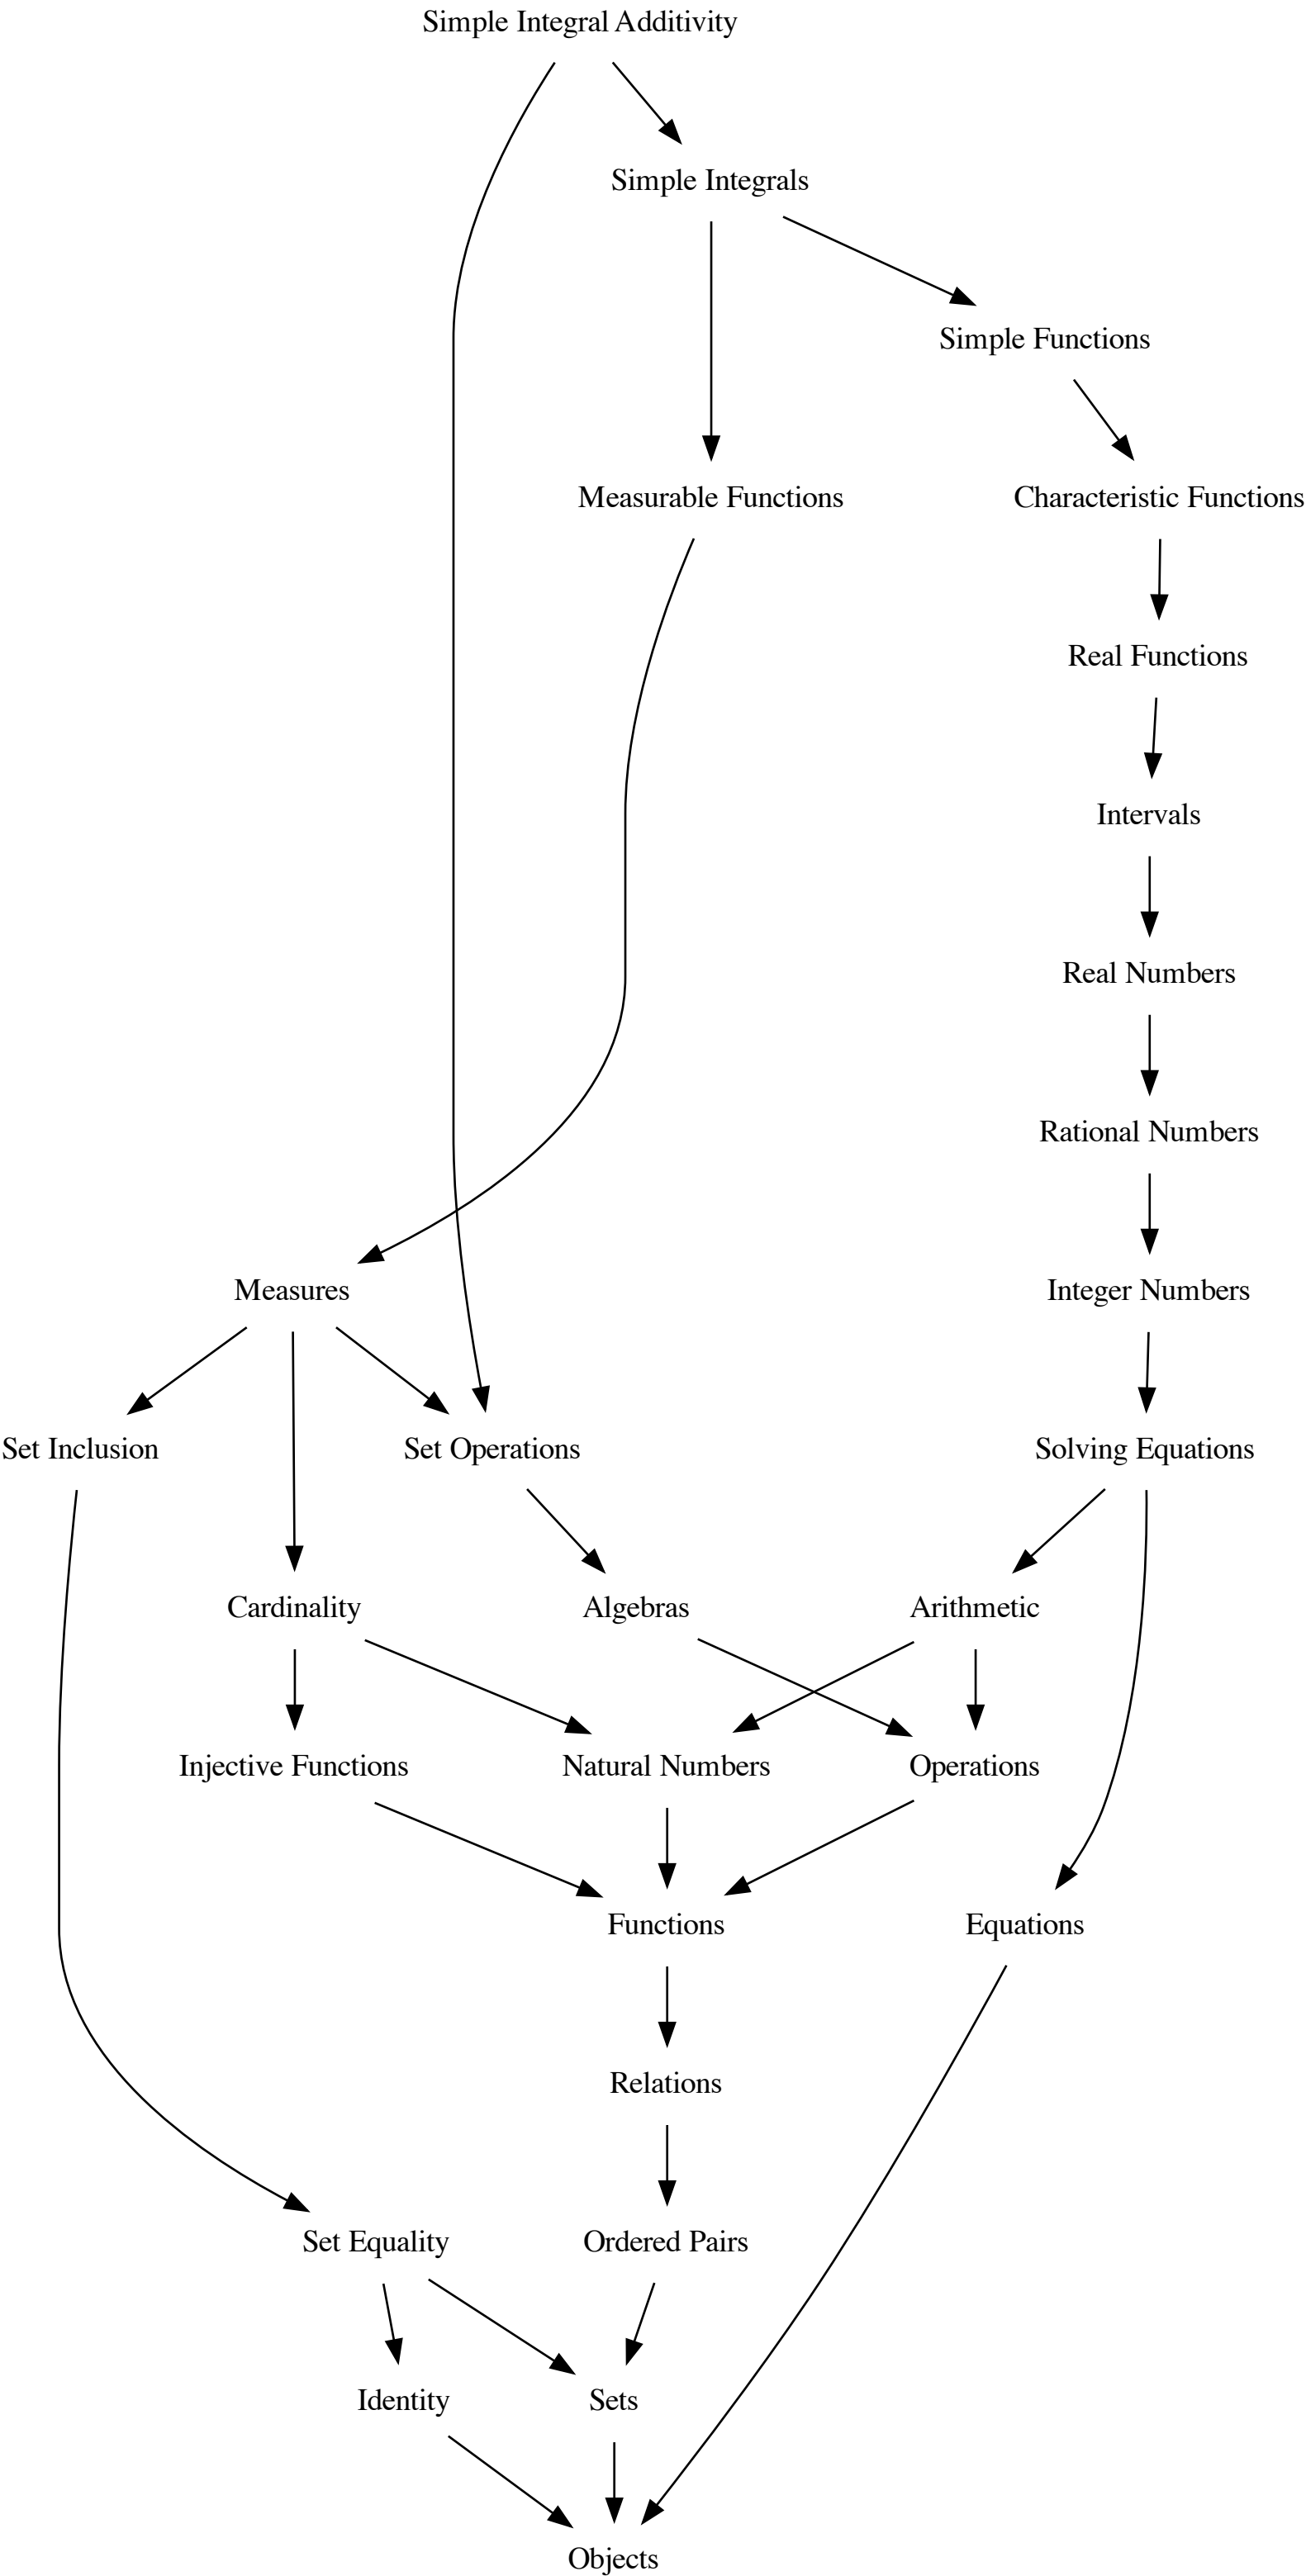 Simple Integral Additivity
Simple Integrals
Simple Functions
Measurable Functions
Characteristic Functions
Real Functions
Intervals
Real Numbers
Rational Numbers
Measures
Integer Numbers
Set Inclusion
Set Operations
Solving Equations
Cardinality
Algebras
Arithmetic
Injective Functions
Natural Numbers
Operations
Functions
Equations
Relations
Set Equality
Ordered Pairs
Identity
Sets
Objects